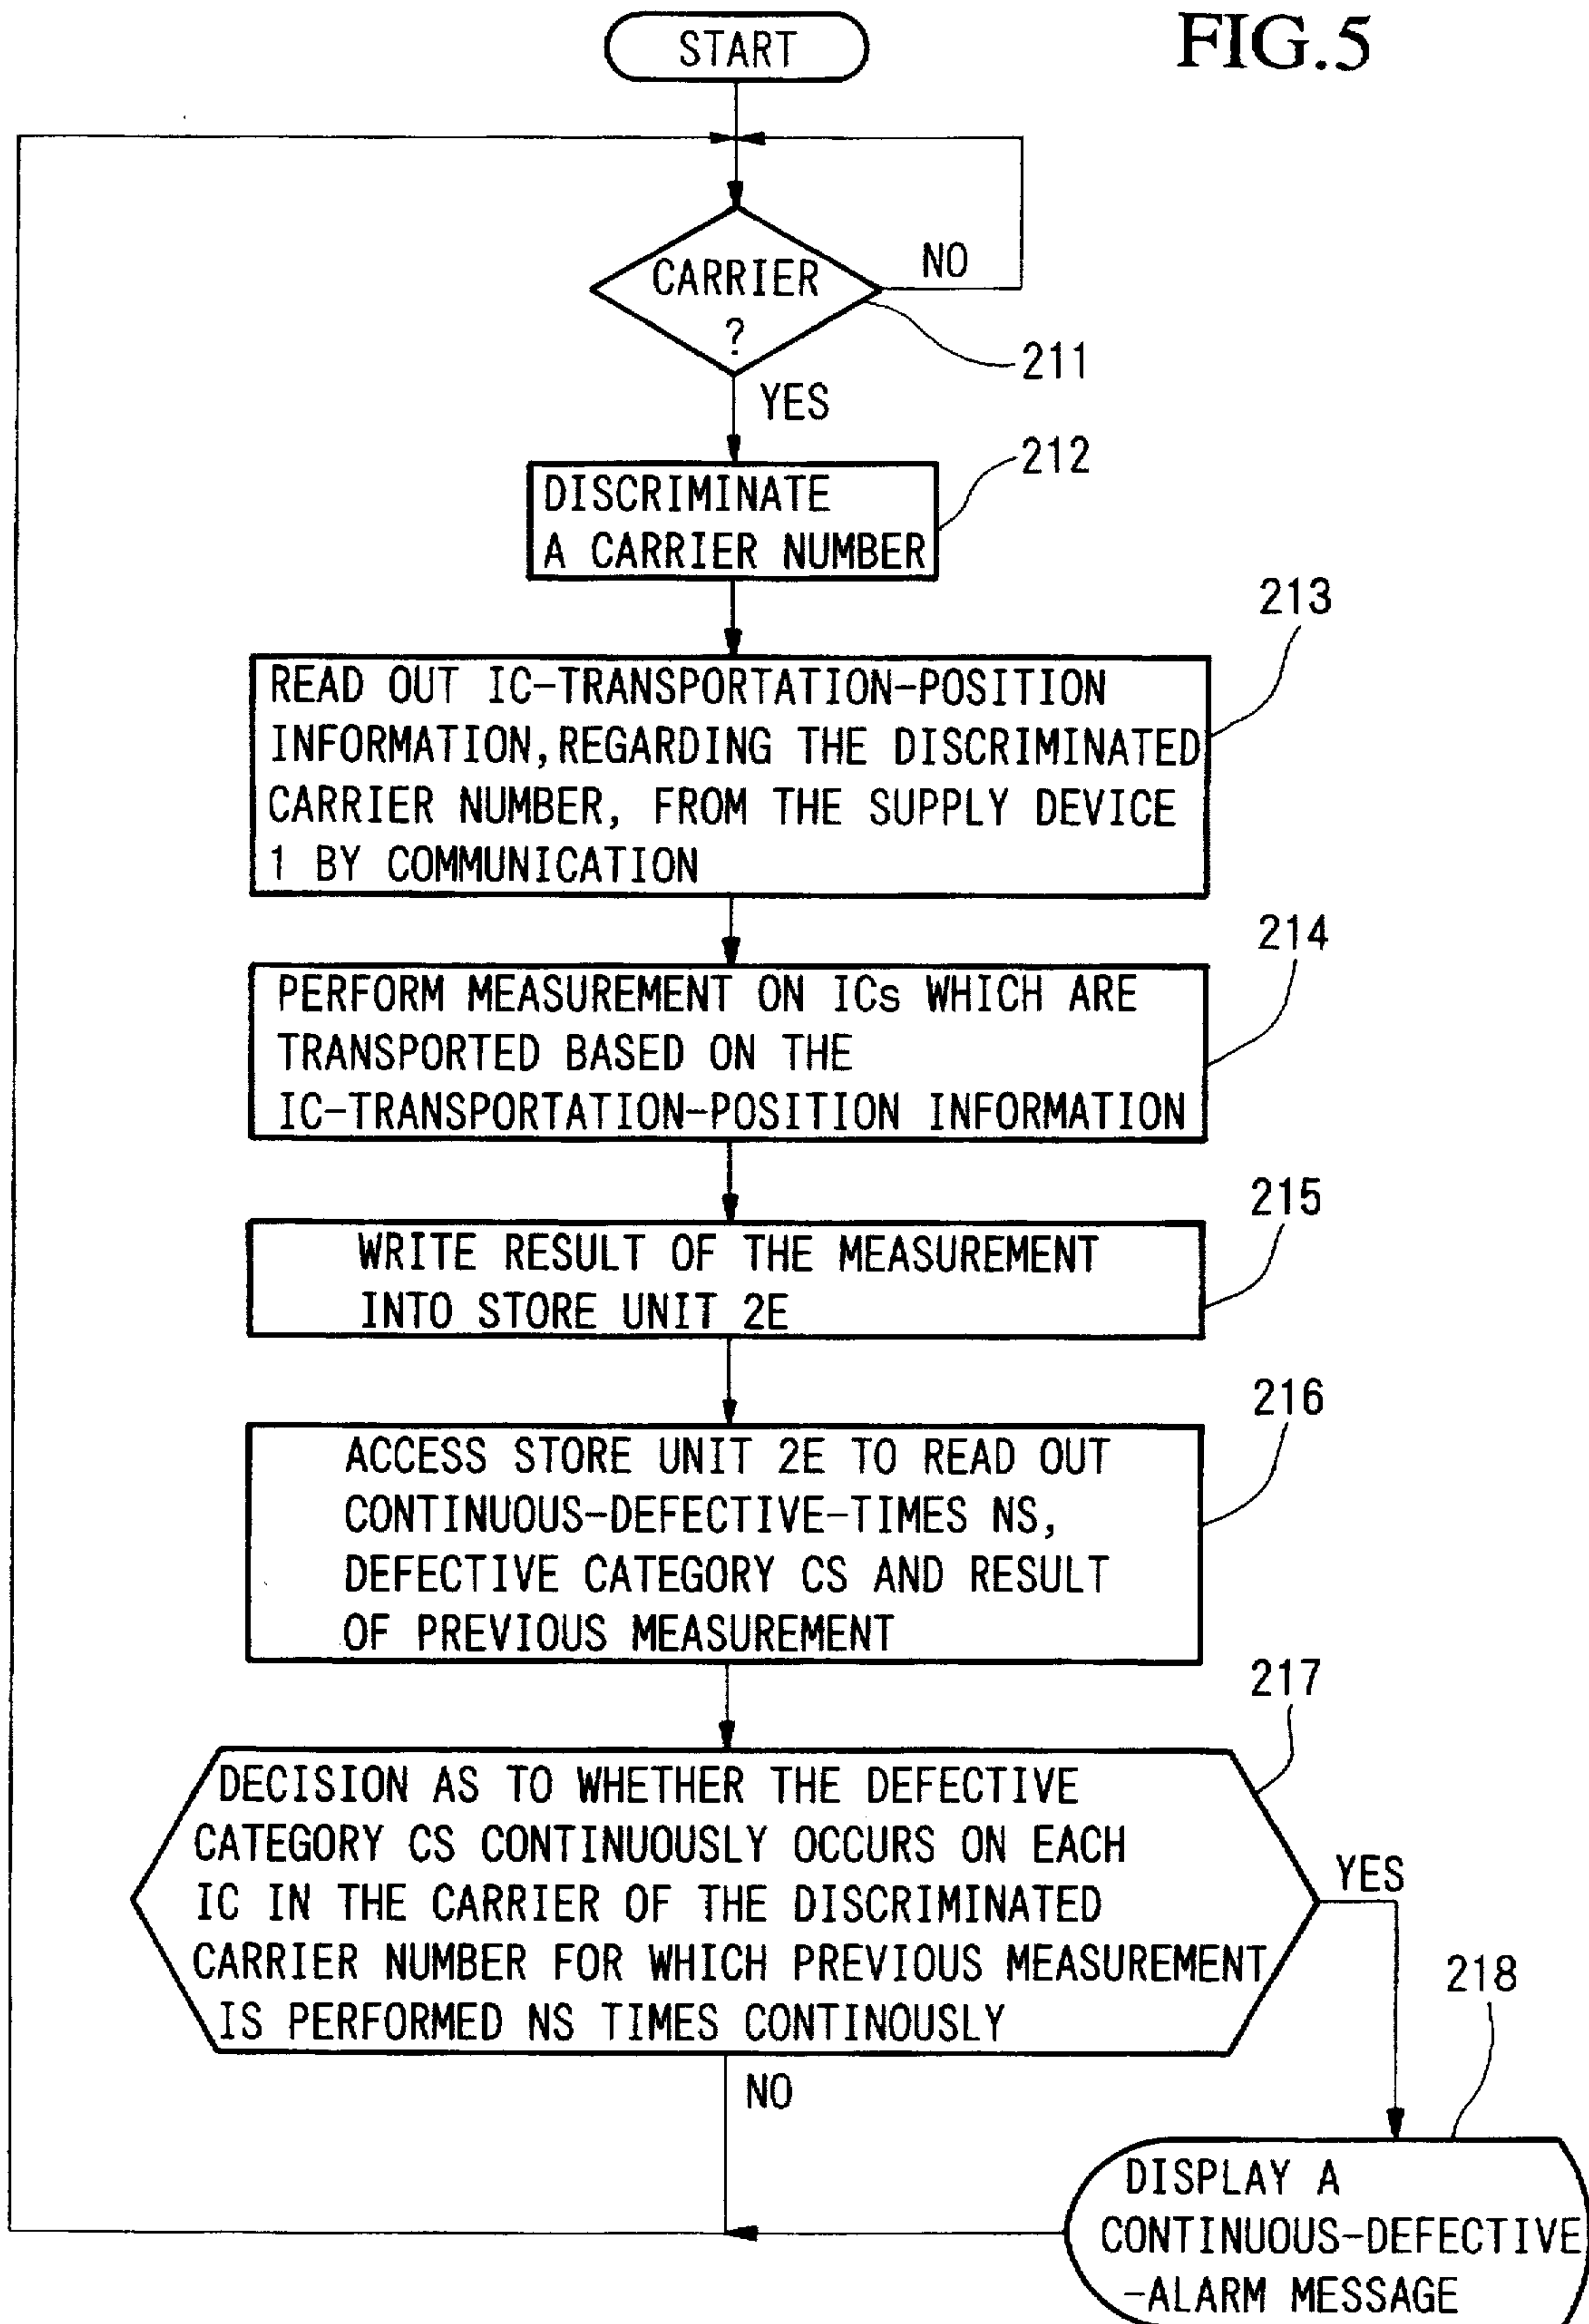 FIG.5
START
CARRIER
?
NO
211
YES
212
DISCRIMINATE
A CARRIER NUMBER
213
READ OUT IC-TRANSPORTATION-POSITION
INFORMATION, REGARDING THE DISCRIMINATED
CARRIER NUMBER, FROM THE SUPPLY DEVICE
1 BY COMMUNICATION
214
PERFORM MEASUREMENT ON ICs WHICH ARE
TRANSPORTED BASED ON THE
IC-TRANSPORTATION-POSITION INFORMATION
215
WRITE RESULT OF THE MEASUREMENT
INTO STORE UNIT 2E
216
ACCESS STORE UNIT 2E TO READ OUT
CONTINUOUS-DEFECTIVE-TIMES NS,
DEFECTIVE CATEGORY CS AND RESULT
OF PREVIOUS MEASUREMENT
217
DECISION AS TO WHETHER THE DEFECTIVE
CATEGORY CS CONTINUOUSLY OCCURS ON EACH
IC IN THE CARRIER OF THE DISCRIMINATED
CARRIER NUMBER FOR WHICH PREVIOUS MEASUREMENT
IS PERFORMED NS TIMES CONTINOUSLY
YES
NO
218
DISPLAY A
CONTINUOUS-DEFECTIVE
-ALARM MESSAGE